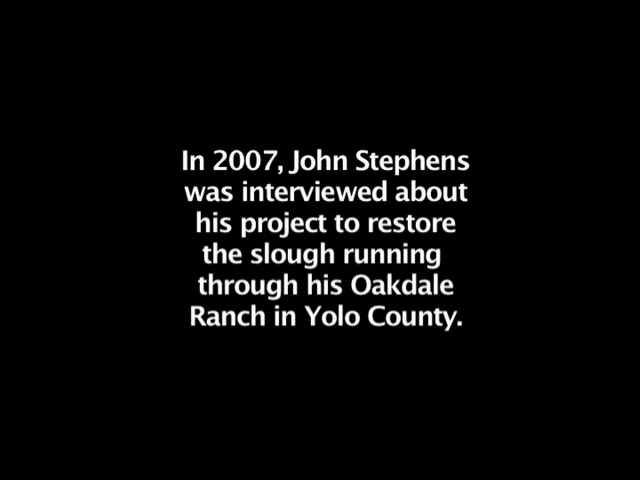 In 2007, John Stephens
was interviewed about
his project to restore
the slough running
through his Oakdale
Ranch in Yolo County.